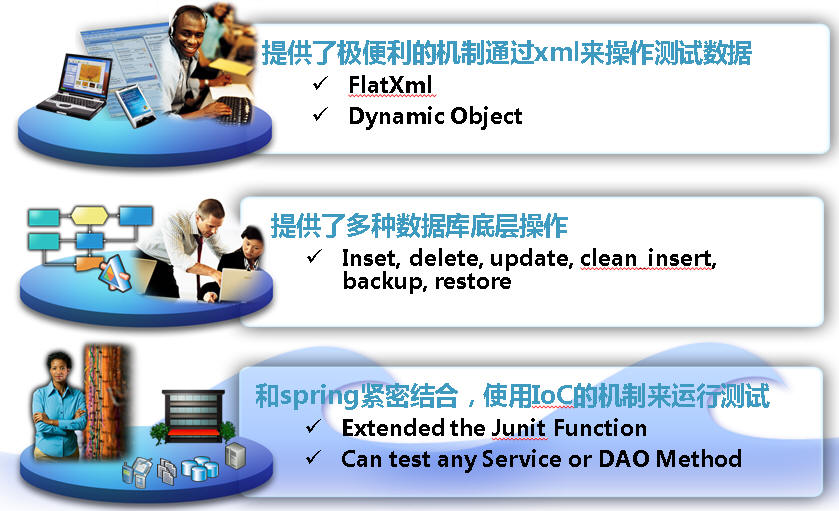 提供了极便利的机制通过xml来操作测试数据
✓ FlatXml
✓ Dynamic Object
提供了多种数据库底层操作
✓ Inset, delete, update, clean_insert,
backup, restore
和spring紧密结合，使用IoC的机制来运行测试
✓ Extended the Junit Function
✓ Can test any Service or DAO Method